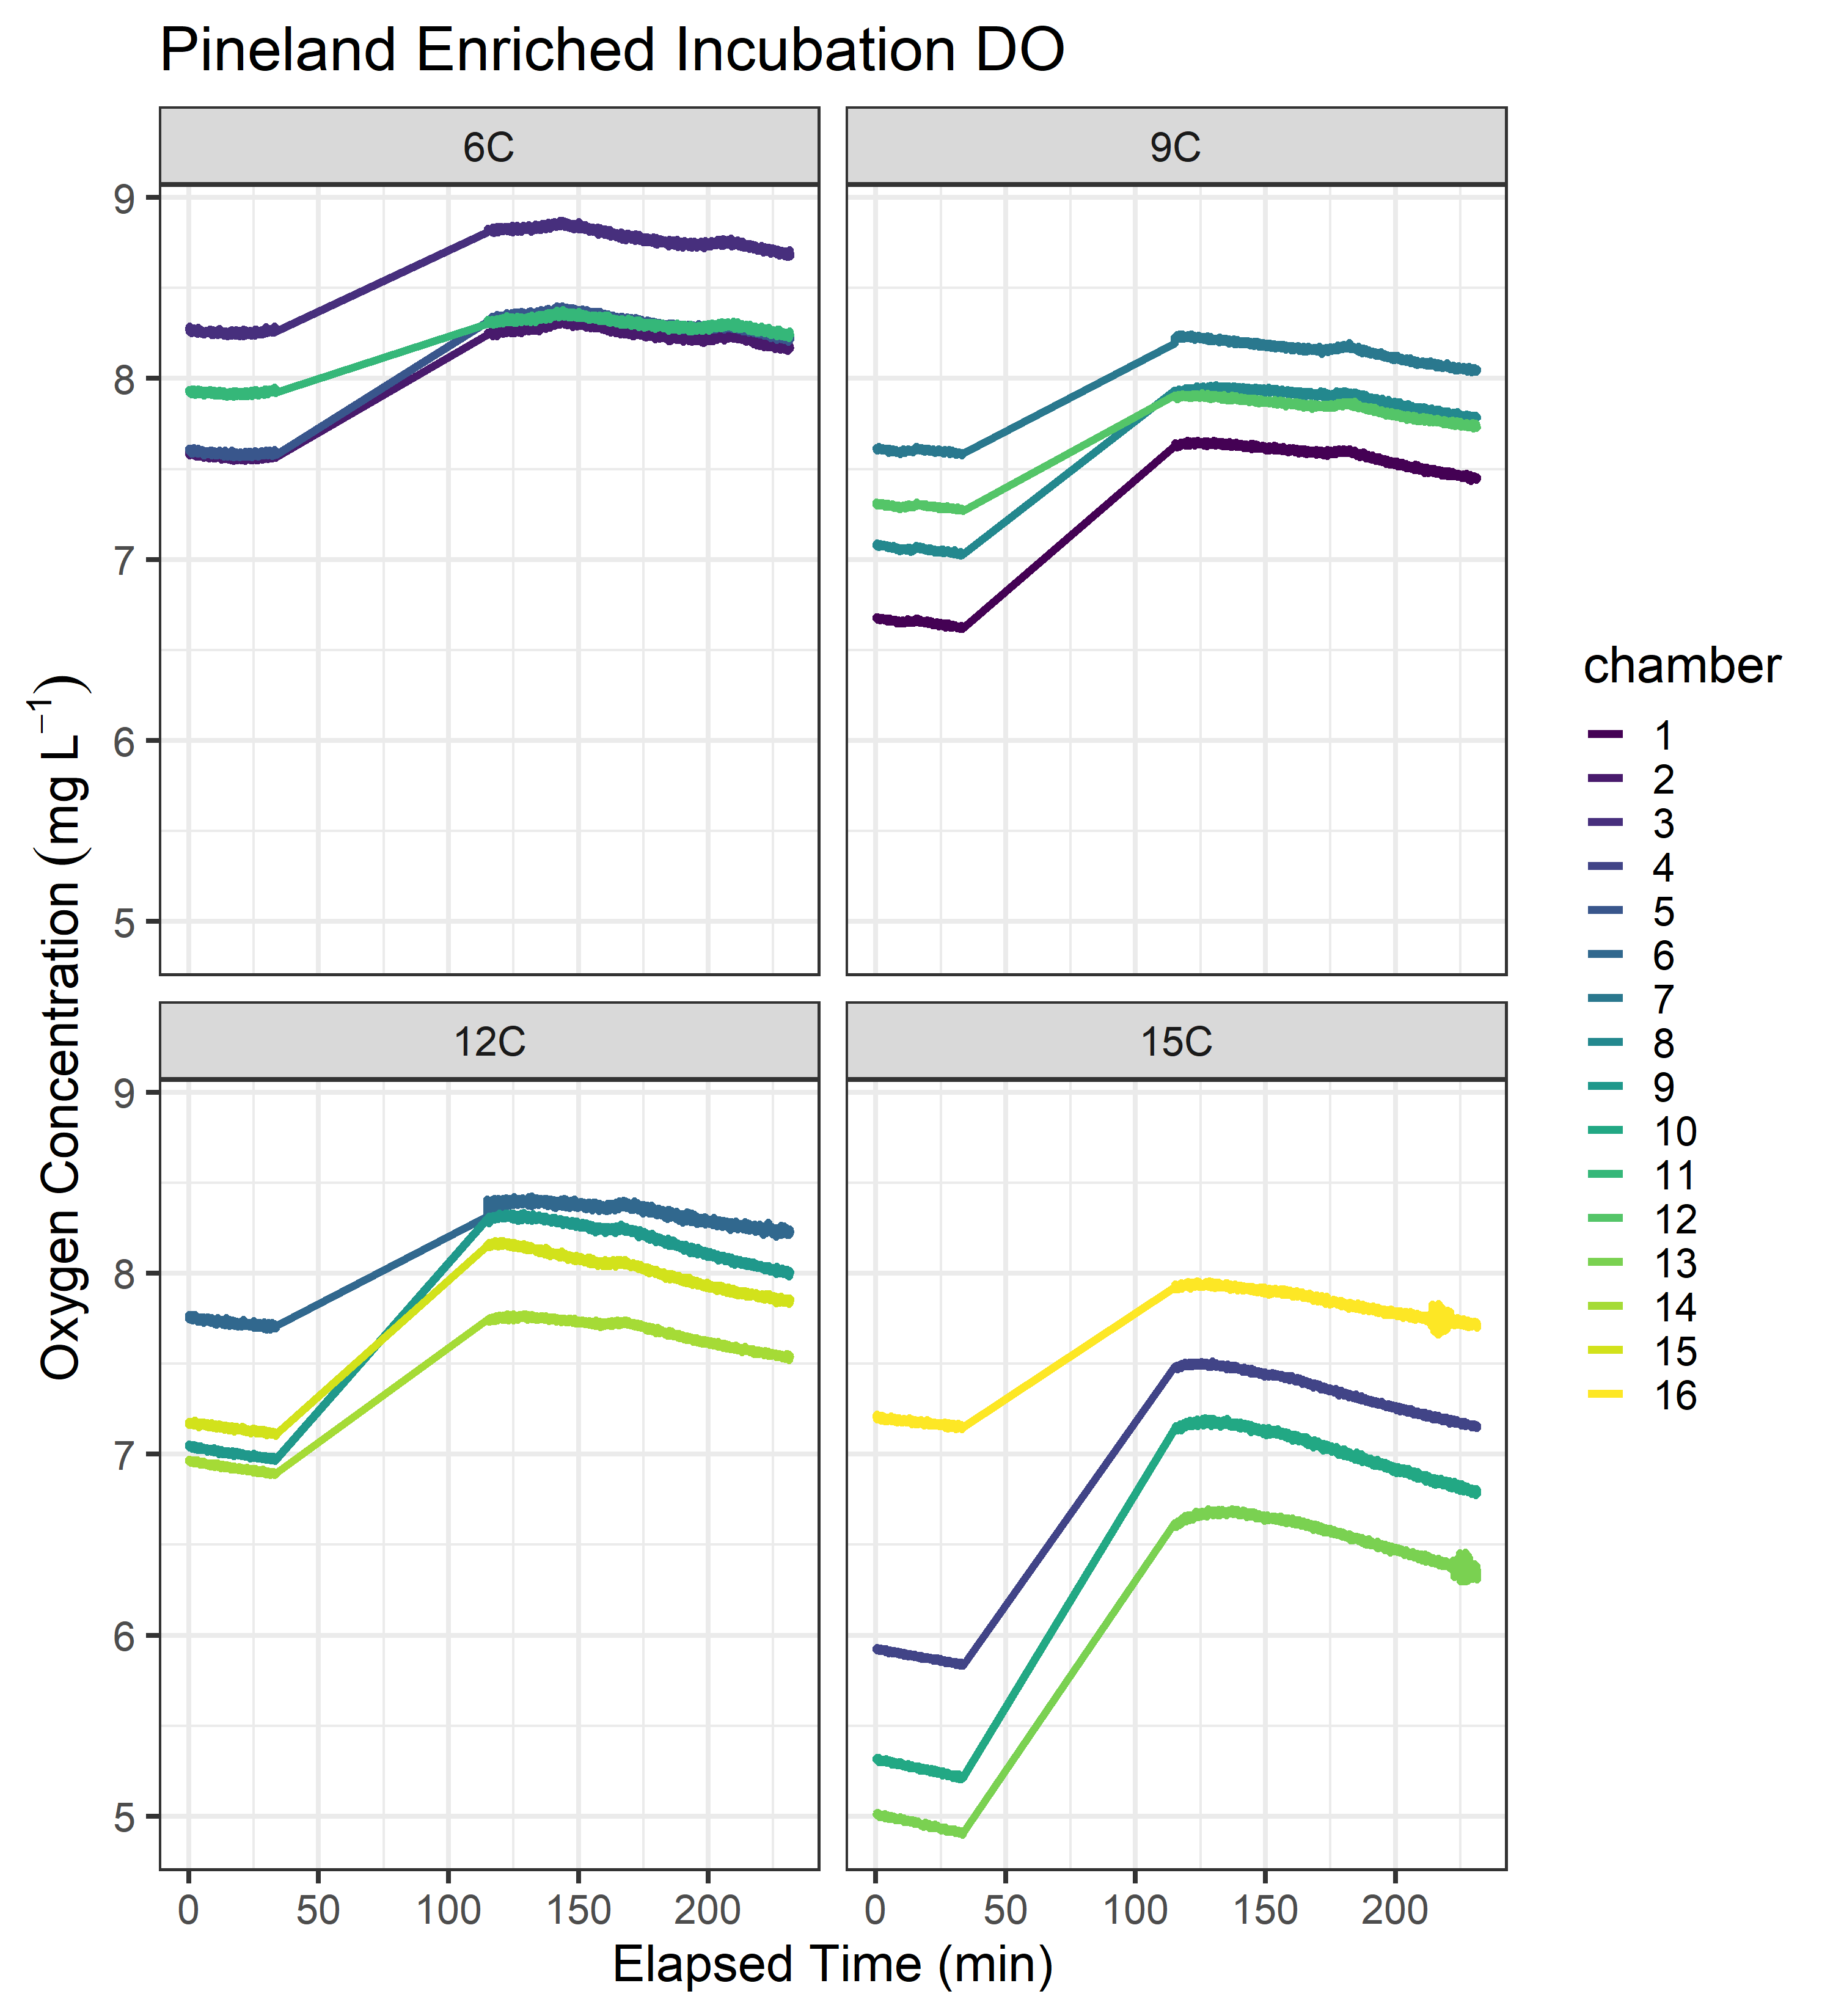 Pineland Enriched Incubation DO
6C
9C
9
8
7
6
5
12C
15C
9
8
7
6
5
0 50 100 150 200
0 50 100 150 200
Elapsed Time (min)
Oxygen Concentration (mg L⁻¹)
chamber
1
2
3
4
5
6
7
8
9
10
11
12
13
14
15
16